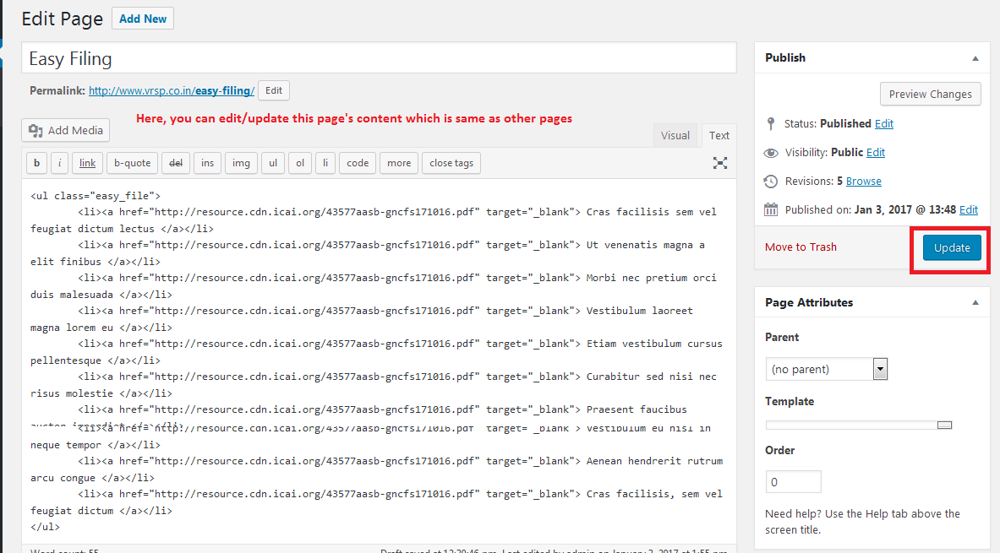 Edit Page Add New
Easy Filing
Permalink: http://www.vrsp.co.in/easy-filing/ Edit
Here, you can edit/update this page's content which is same as other pages
Add Media
Visual Text
b i link b-quote del ins img ul ol li code more close tags
<ul class="easy_file">
<li><a href="http://resource.cdn.icai.org/43577aasb-gncfs171016.pdf" target="_blank"> Cras facilisis sem vel
feugiat dictum lectus </a></li>
<li><a href="http://resource.cdn.icai.org/43577aasb-gncfs171016.pdf" target="_blank"> Ut venenatis magna a
elit finibus </a></li>
<li><a href="http://resource.cdn.icai.org/43577aasb-gncfs171016.pdf" target="_blank"> Morbi nec pretium orci
duis malesuada </a></li>
<li><a href="http://resource.cdn.icai.org/43577aasb-gncfs171016.pdf" target="_blank"> Vestibulum laoreet
magna lorem eu </a></li>
<li><a href="http://resource.cdn.icai.org/43577aasb-gncfs171016.pdf" target="_blank"> Etiam vestibulum cursus
pellentesque </a></li>
<li><a href="http://resource.cdn.icai.org/43577aasb-gncfs171016.pdf" target="_blank"> Curabitur sed nisi nec
risus molestie </a></li>
<li><a href="http://resource.cdn.icai.org/43577aasb-gncfs171016.pdf" target="_blank"> Praesent faucibus
<li><a href="http://resource.cdn.icai.org/43577aasb-gncfs171016.pdf" target="_blank"> Vestibulum eu nisl in
neque tempor </a></li>
<li><a href="http://resource.cdn.icai.org/43577aasb-gncfs171016.pdf" target="_blank"> Aenean hendrerit rutrum
arcu congue </a></li>
<li><a href="http://resource.cdn.icai.org/43577aasb-gncfs171016.pdf" target="_blank"> Cras facilisis, sem vel
feugiat dictum </a></li>
</ul>
Word count: 55
Draft saved at 12:39:46 pm. Last edited by admin on January 3, 2017 at 1:55 pm
Publish
Preview Changes
Status: Published Edit
Visibility: Public Edit
Revisions: 5 Browse
Published on: Jan 3, 2017 @ 13:48 Edit
Move to Trash Update
Page Attributes
Parent
(no parent)
Template
Order
0
Need help? Use the Help tab above the
screen title.